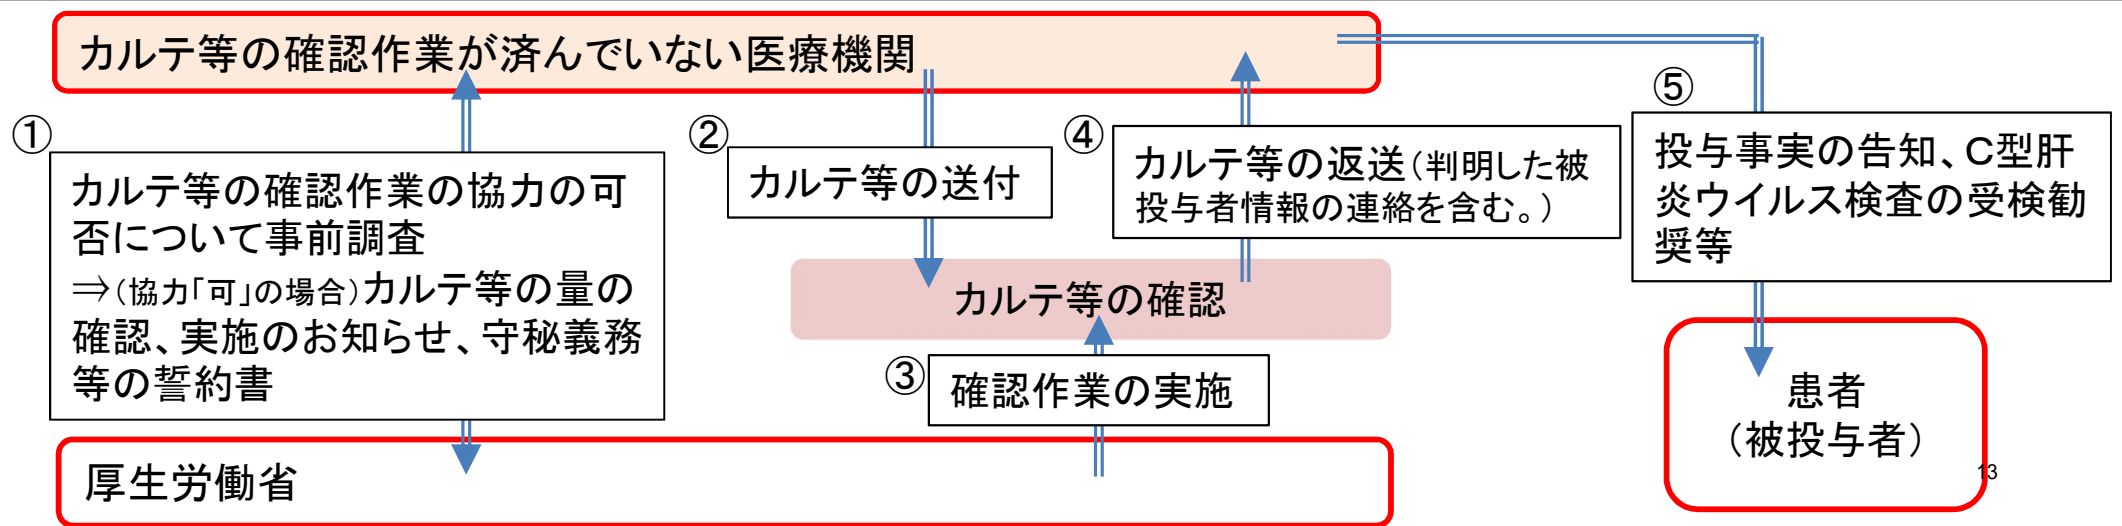 カルテ等の確認作業が済んでいない医療機関
①
カルテ等の確認作業の協力の可
否について事前調査
⇒(協力「可」の場合)カルテ等の量の
確認、実施のお知らせ、守秘義務
等の誓約書
②
カルテ等の送付
④
カルテ等の返送(判明した被
投与者情報の連絡を含む。)
⑤
投与事実の告知、C型肝
炎ウイルス検査の受検勧
奨等
カルテ等の確認
③
確認作業の実施
厚生労働省
患者
(被投与者)
13